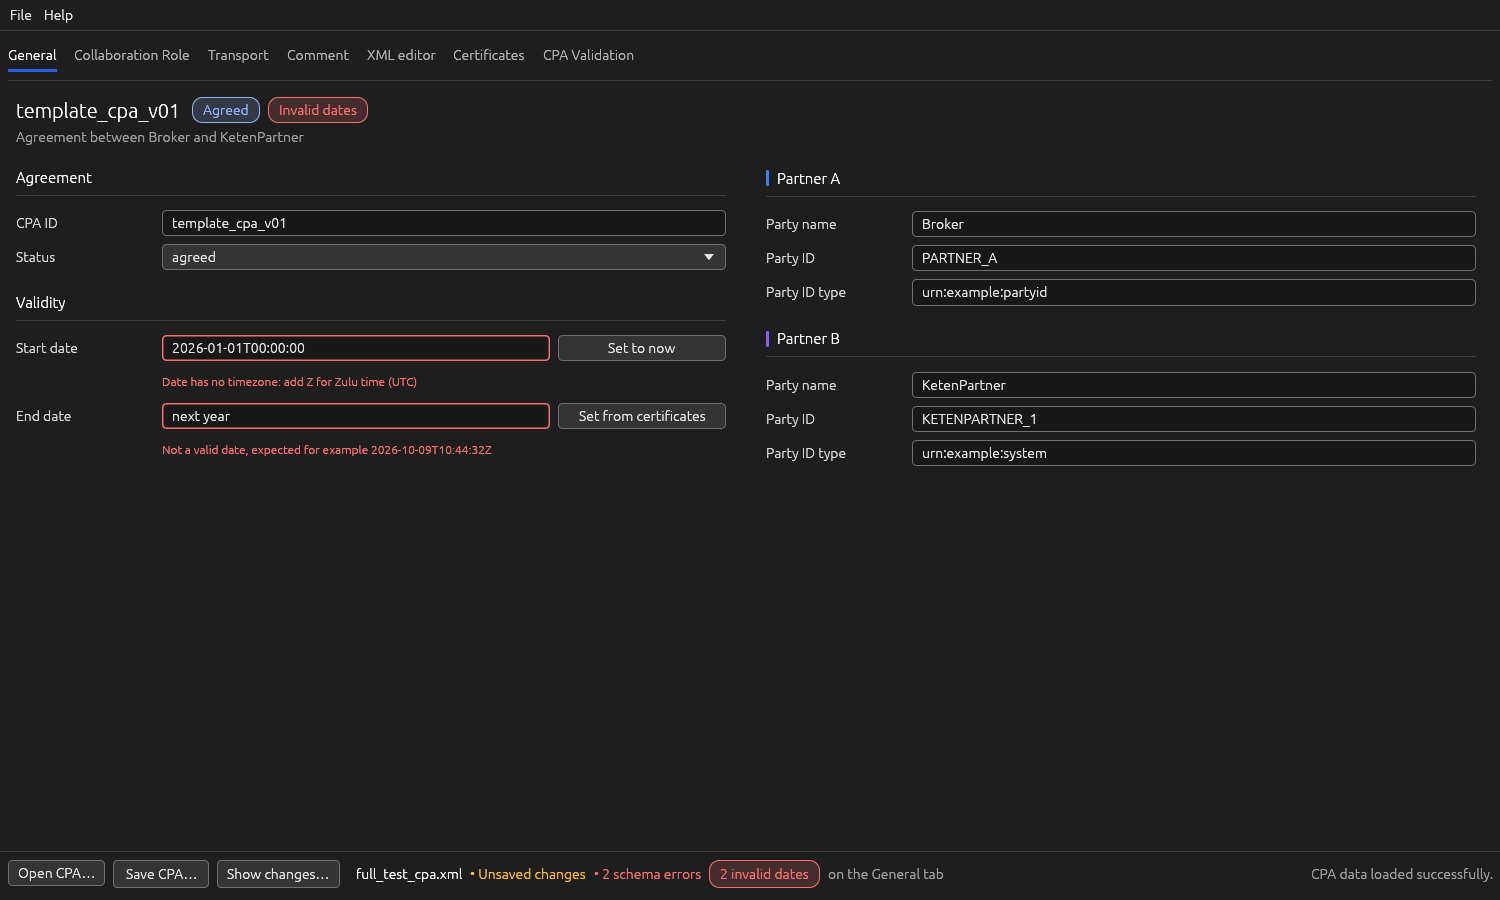 File Help
General Collaboration Role Transport Comment XML editor Certificates CPA Validation
template_cpa_v01 Agreed Invalid dates
Agreement between Broker and KetenPartner
Agreement
CPA ID template_cpa_v01
Status agreed
Validity
Start date 2026-01-01T00:00:00 Set to now
Date has no timezone: add Z for Zulu time (UTC)
End date next year Set from certificates
Not a valid date, expected for example 2026-10-09T10:44:32Z
Partner A
Party name Broker
Party ID PARTNER_A
Party ID type urn:example:partyid
Partner B
Party name KetenPartner
Party ID KETENPARTNER_1
Party ID type urn:example:system
Open CPA... Save CPA... Show changes... full_test_cpa.xml • Unsaved changes • 2 schema errors 2 invalid dates on the General tab CPA data loaded successfully.